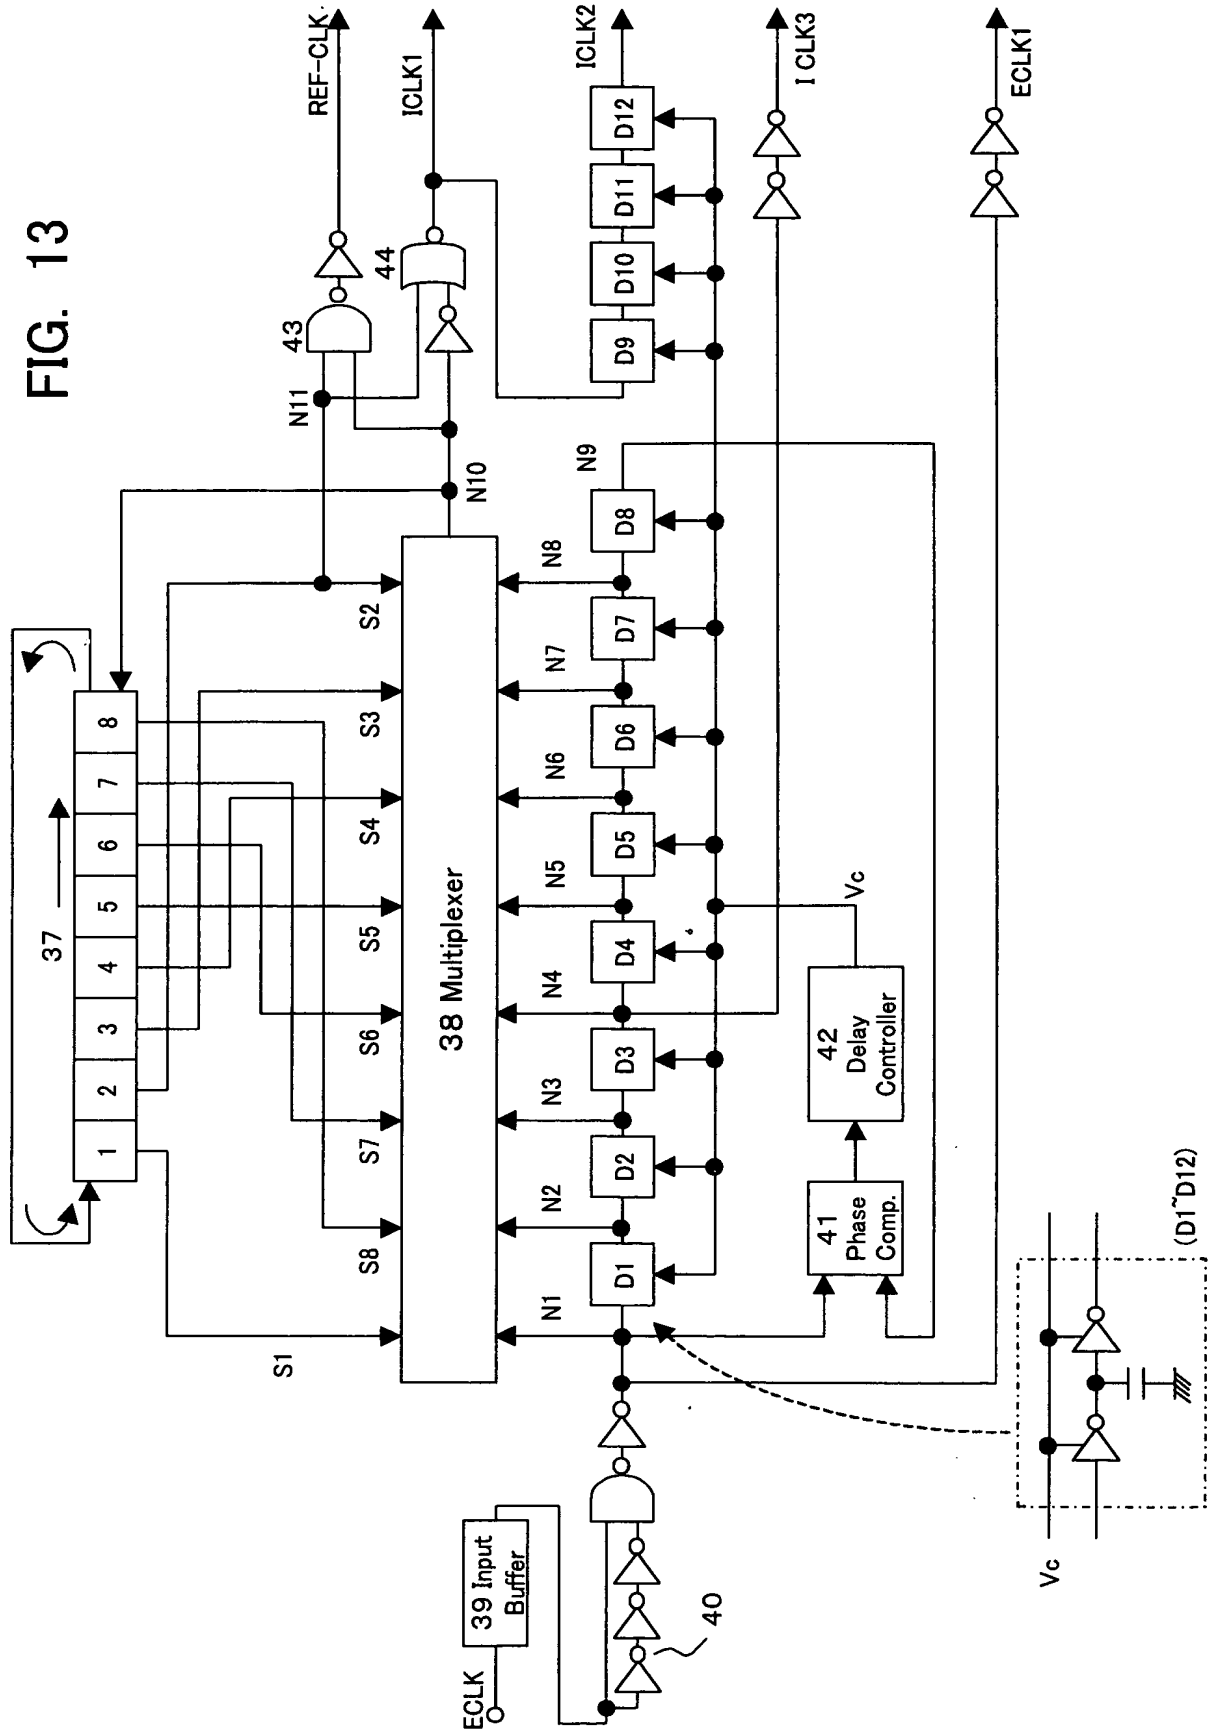 FIG. 13
37
1 2 3 4 5 6 7 8
S1 S8 S7 S6 S5 S4 S3 S2
38 Multiplexer
N10
N11
43
44
REF-CLK
ICLK1
ICLK2
ICLK3
ECLK1
N1 N2 N3 N4 N5 N6 N7 N8 N9
D1 D2 D3 D4 D5 D6 D7 D8 D9 D10 D11 D12
ECLK
39 Input
Buffer
40
41
Phase
Comp.
42
Delay
Controller
Vc
Vc
(D1~D12)